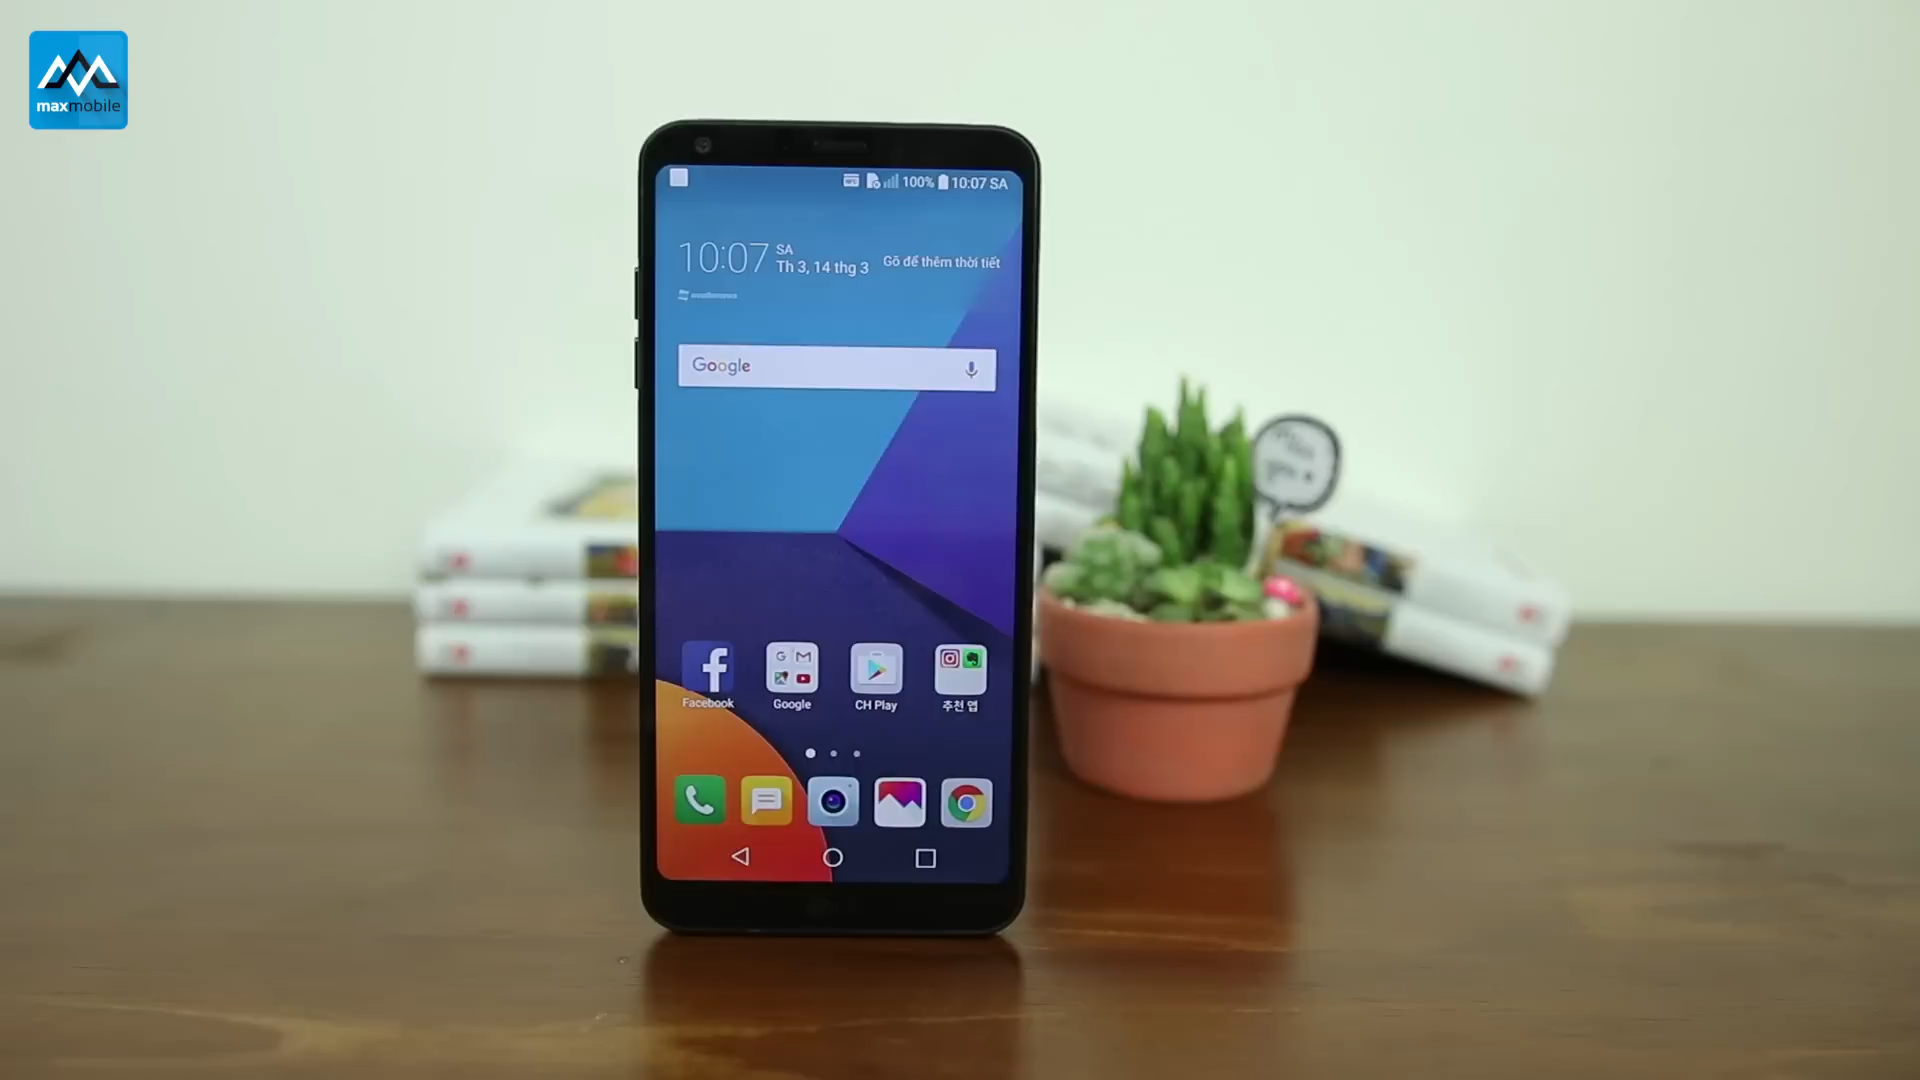 maxmobile
100% 10:07 SA
10:07 SA
Th 3, 14 thg 3
Gõ để thêm thời tiết
Google
Facebook
Google
CH Play
추천 앱